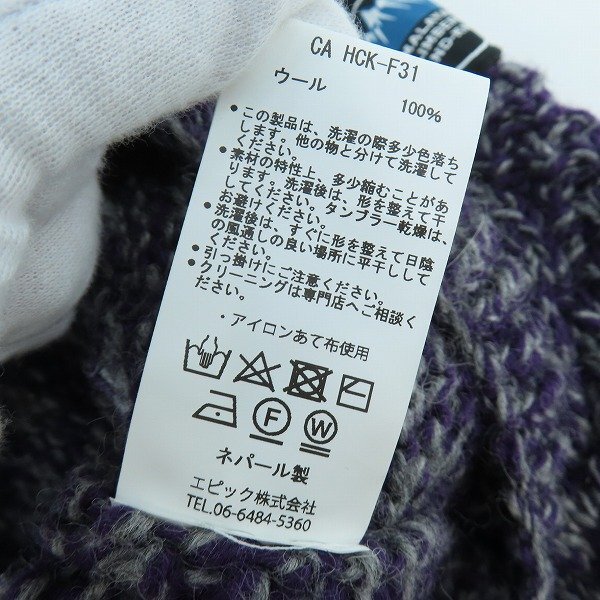 CA HCK-F31
ウール 100%
●この製品は、洗濯の際多少色落ち
します。他の物と分けて洗濯して
ください。
●素材の特性上、多少縮むことがあ
ります。洗濯後は、形を整えて干
してください。タンブラー乾燥は、
お避けください。
●洗濯後は、すぐに形を整えて日陰
の風通しの良い場所に平干ししてください。
●引っ掛けにご注意ください。
●クリーニングは専門店へご相談く
ださい。
・アイロンあて布使用
F
W
ネパール製
エピック株式会社
TEL.06-6484-5360